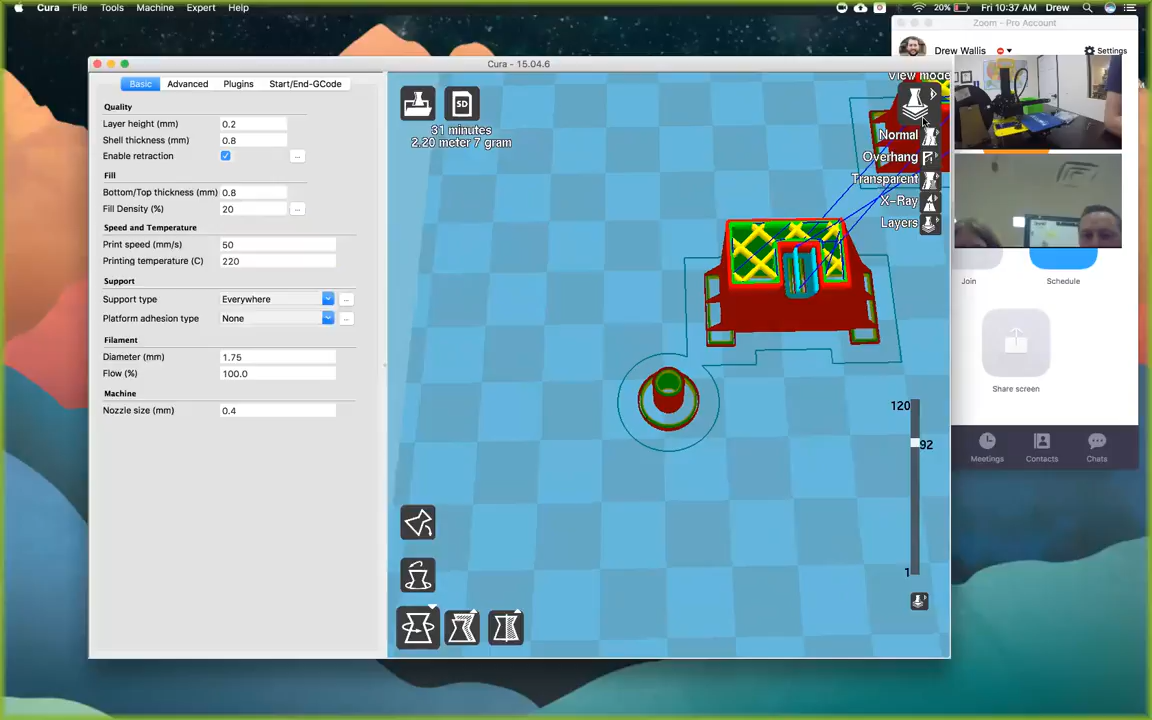 Cura File Tools Machine Expert Help
20% Fri 10:37 AM Drew
Zoom - Pro Account
Drew Wallis
Settings
Cura - 15.04.6
Basic Advanced Plugins Start/End-GCode
Quality
Layer height (mm) 0.2
Shell thickness (mm) 0.8
Enable retraction ...
Fill
Bottom/Top thickness (mm) 0.8
Fill Density (%) 20 ...
Speed and Temperature
Print speed (mm/s) 50
Printing temperature (C) 220
Support
Support type Everywhere ...
Platform adhesion type None ...
Filament
Diameter (mm) 1.75
Flow (%) 100.0
Machine
Nozzle size (mm) 0.4
SD
31 minutes
2.20 meter 7 gram
View mode
Normal
Overhang
Transparent
X-Ray
Layers
120
92
1
Join Schedule
Share screen
Meetings Contacts Chats